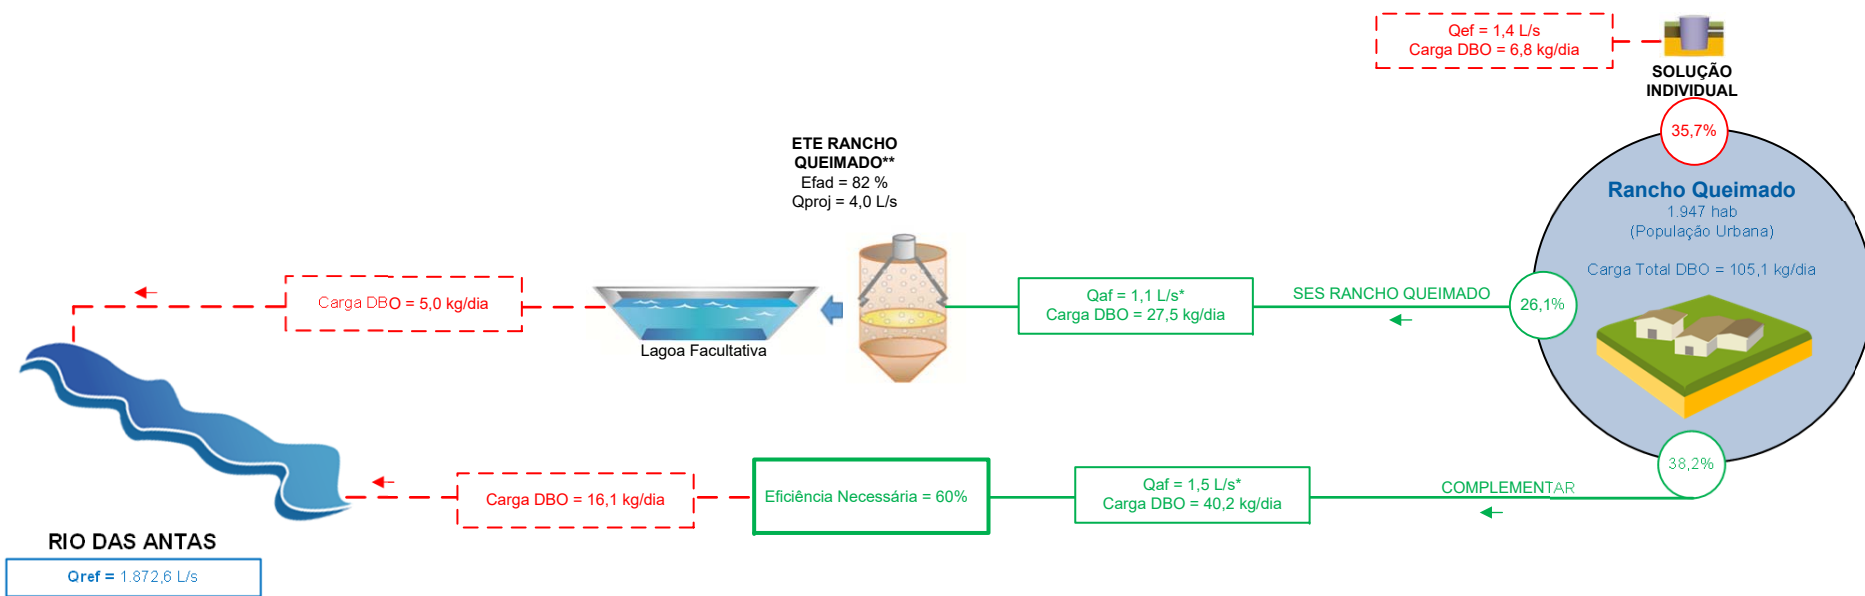 Qef = 1,4 L/s
Carga DBO = 6,8 kg/dia
SOLUÇÃO
INDIVIDUAL
35,7%
Rancho Queimado
1.947 hab
(População Urbana)
Carga Total DBO = 105,1 kg/dia
ETE RANCHO
QUEIMADO**
Efad = 82 %
Qproj = 4,0 L/s
Carga DBO = 5,0 kg/dia
Lagoa Facultativa
Qaf = 1,1 L/s*
Carga DBO = 27,5 kg/dia
SES RANCHO QUEIMADO
26,1%
38,2%
Carga DBO = 16,1 kg/dia
Eficiência Necessária = 60%
Qaf = 1,5 L/s*
Carga DBO = 40,2 kg/dia
COMPLEMENTAR
RIO DAS ANTAS
Qref = 1.872,6 L/s